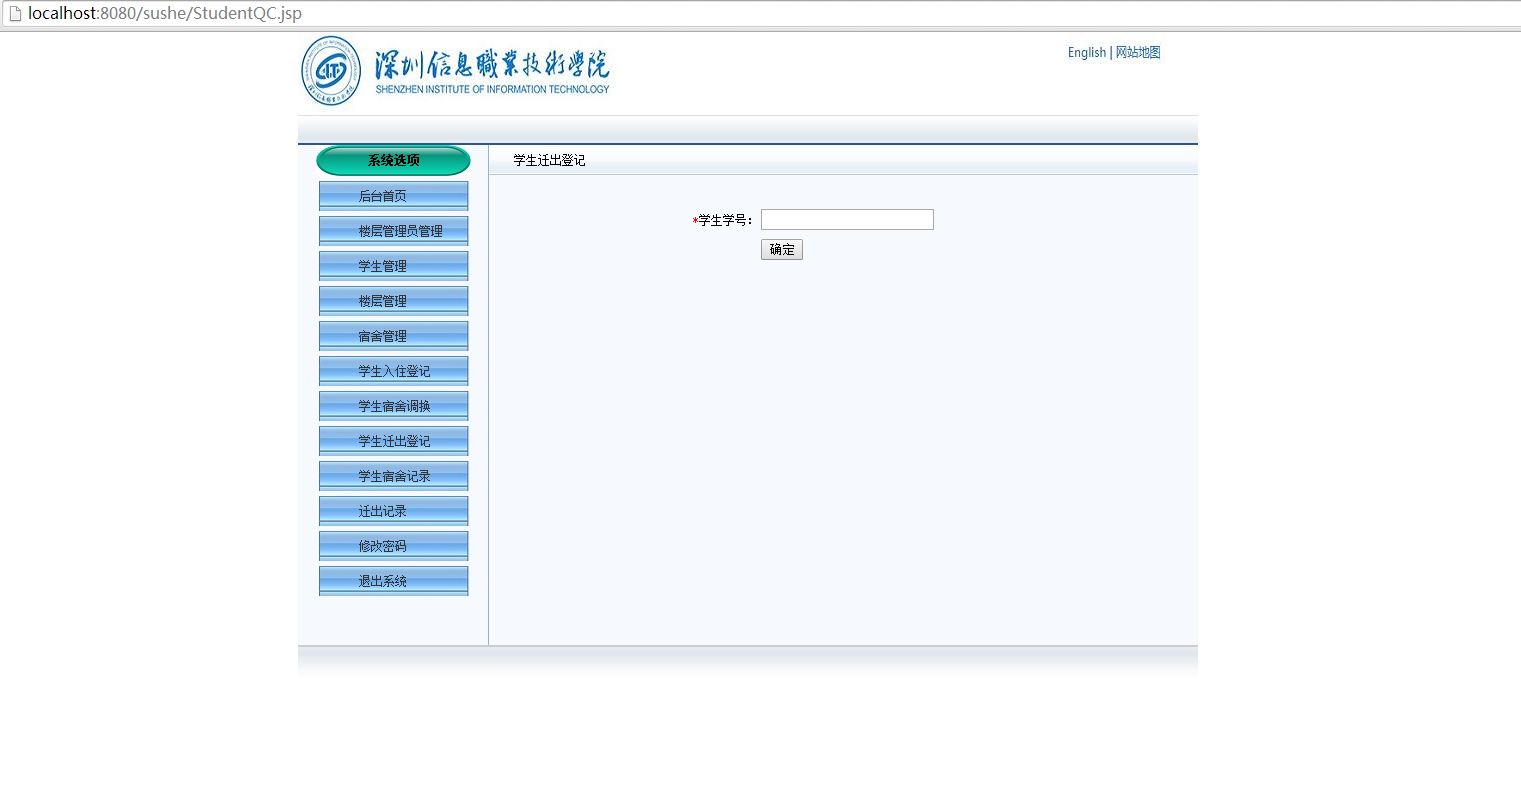 localhost:8080/sushe/StudentQC.jsp
深圳信息職業技術學院
SHENZHEN INSTITUTE OF INFORMATION TECHNOLOGY
English | 网站地图
系统选项
学生迁出登记
后台首页
楼层管理员管理
学生管理
楼层管理
宿舍管理
学生入住登记
学生宿舍调换
学生迁出登记
学生宿舍记录
迁出记录
修改密码
退出系统
*学生学号：
确定